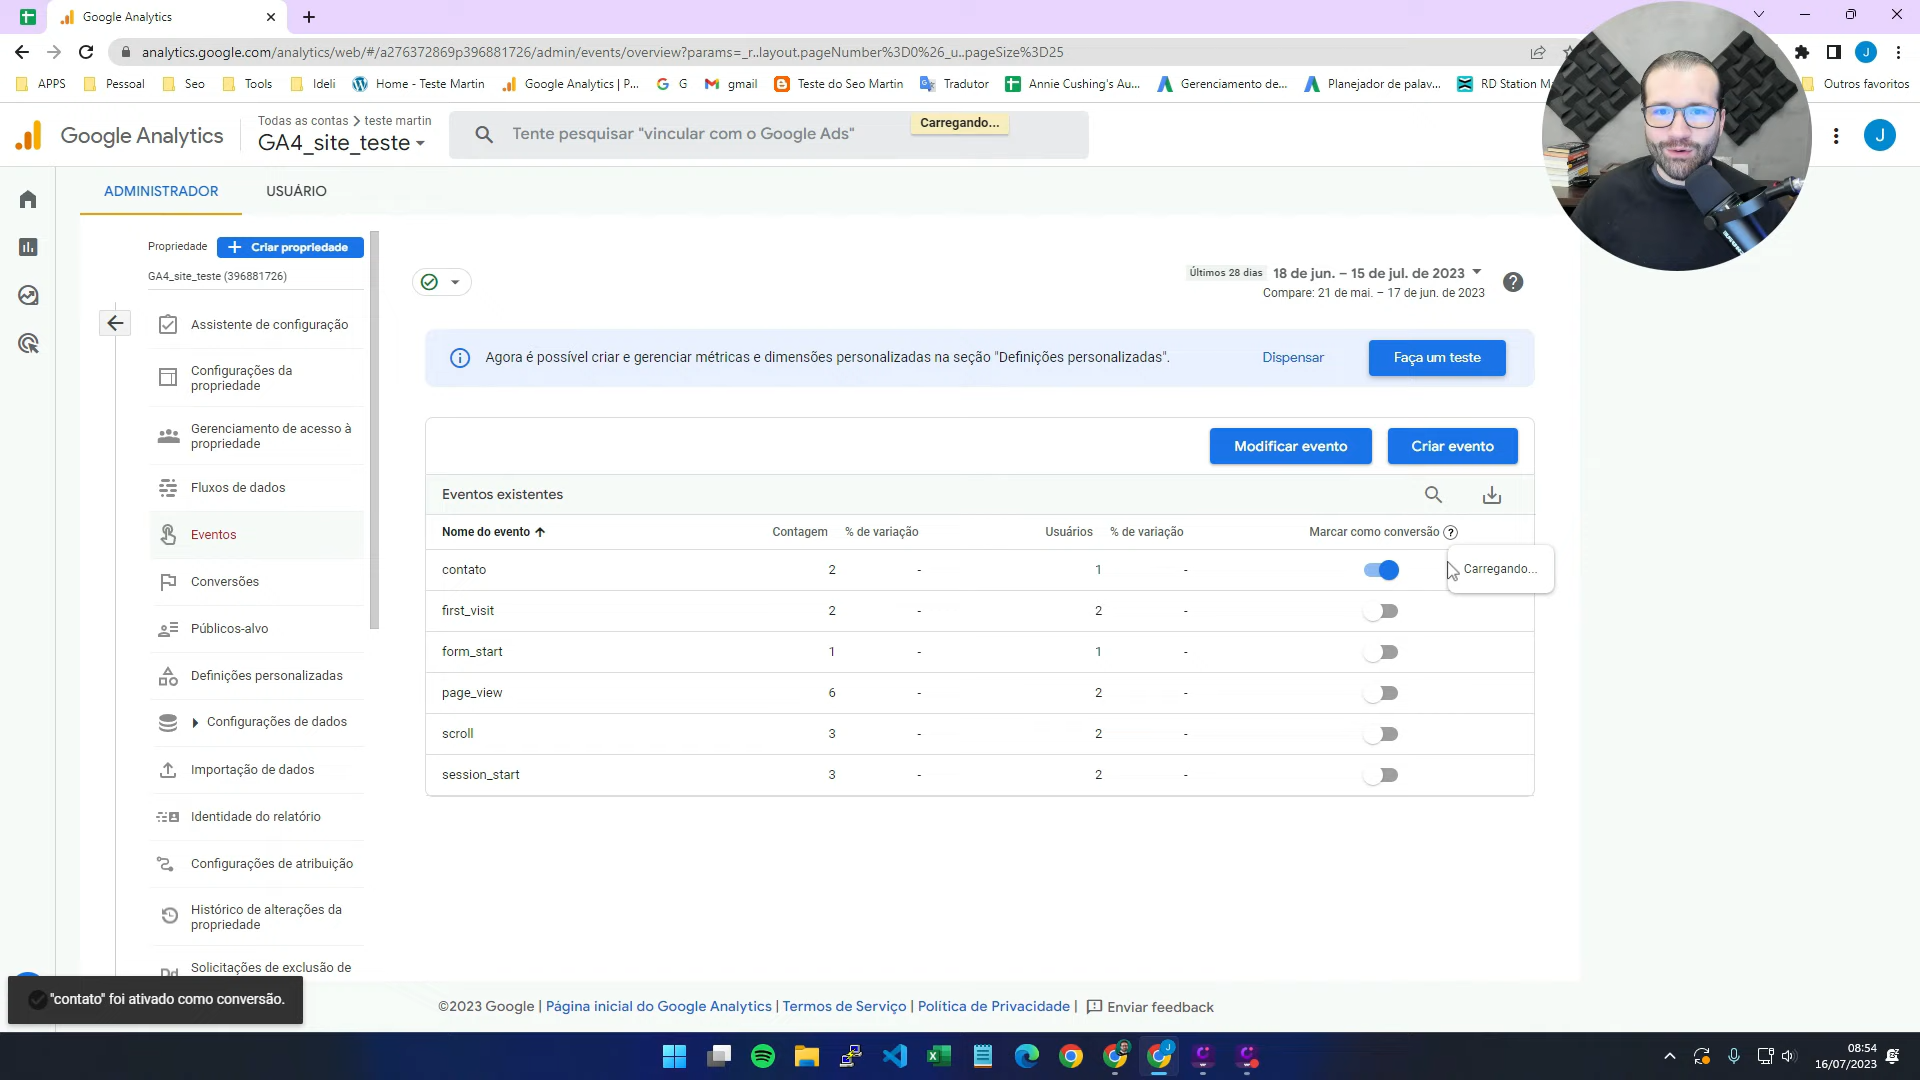 Google Analytics
analytics.google.com/analytics/web/#/a276372869p396881726/admin/events/overview?params=_r..layout.pageNumber%3D0%26_u..pageSize%3D25
J
APPS
Pessoal
Seo
Tools
Ideli
Home - Teste Martin
Google Analytics | P...
G
gmail
Teste do Seo Martin
Tradutor
Annie Cushing's Au...
Gerenciamento de...
Planejador de palav...
RD Station M
Outros favoritos
Google Analytics
Todas as contas > teste martin
GA4_site_teste
Tente pesquisar "vincular com o Google Ads"
Carregando...
J
ADMINISTRADOR
USUÁRIO
Propriedade
+ Criar propriedade
GA4_site_teste (396881726)
Assistente de configuração
Configurações da
propriedade
Gerenciamento de acesso à
propriedade
Fluxos de dados
Eventos
Conversões
Públicos-alvo
Definições personalizadas
Configurações de dados
Importação de dados
Identidade do relatório
Configurações de atribuição
Histórico de alterações da
propriedade
Solicitações de exclusão de
Últimos 28 dias
18 de jun. – 15 de jul. de 2023
Compare: 21 de mai. – 17 de jun. de 2023
Agora é possível criar e gerenciar métricas e dimensões personalizadas na seção "Definições personalizadas".
Dispensar
Faça um teste
Modificar evento
Criar evento
Eventos existentes
Nome do evento Contagem % de variação Usuários % de variação Marcar como conversão
contato 2 - 1 -
Carregando...
first_visit 2 - 2 -
form_start 1 - 1 -
page_view 6 - 2 -
scroll 3 - 2 -
session_start 3 - 2 -
"contato" foi ativado como conversão.
©2023 Google | Página inicial do Google Analytics | Termos de Serviço | Política de Privacidade | Enviar feedback
08:54
16/07/2023